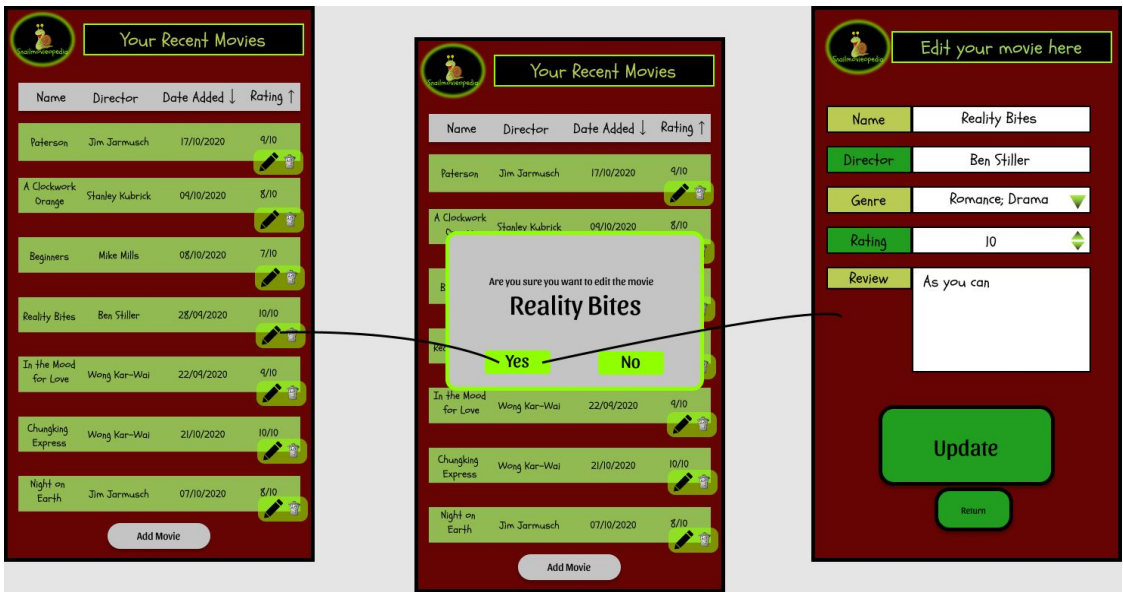 Snailmovieopedia
Your Recent Movies
Name Director Date Added ↓ Rating ↑
Paterson Jim Jarmusch 17/10/2020 9/10
A Clockwork
Orange Stanley Kubrick 09/10/2020 8/10
Beginners Mike Mills 08/10/2020 7/10
Reality Bites Ben Stiller 28/09/2020 10/10
In the Mood
for Love Wong Kar-Wai 22/09/2020 9/10
Chungking
Express Wong Kar-Wai 21/10/2020 10/10
Night on
Earth Jim Jarmusch 07/10/2020 8/10
Add Movie
Snailmovieopedia
Your Recent Movies
Name Director Date Added ↓ Rating ↑
Paterson Jim Jarmusch 17/10/2020 9/10
A Clockwork
Stanley Kubrick 09/10/2020 8/10
Are you sure you want to edit the movie
Reality Bites
Yes No
In the Mood
for Love Wong Kar-Wai 22/09/2020 9/10
Chungking
Express Wong Kar-Wai 21/10/2020 10/10
Night on
Earth Jim Jarmusch 07/10/2020 8/10
Add Movie
Snailmovieopedia
Edit your movie here
Name Reality Bites
Director Ben Stiller
Genre Romance; Drama
Rating 10
Review As you can
Update
Return